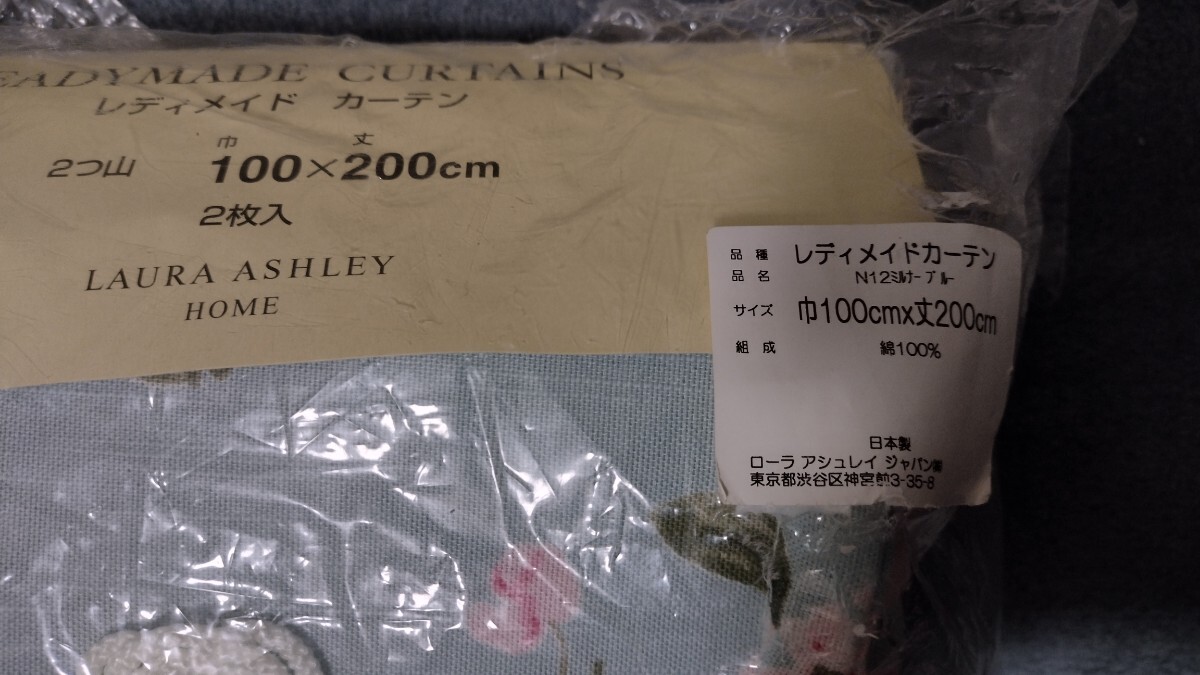 EADYMADE CURTAINS
レディメイド カーテン
巾 丈
2つ山 100×200cm
2枚入
LAURA ASHLEY
HOME
品種 レディメイドカーテン
品名 N12ﾐﾙﾅｰﾌﾞﾙｰ
サイズ 巾100cmx丈200cm
組成 綿100%
日本製
ローラ アシュレイ ジャパン㈱
東京都渋谷区神宮前3-35-8